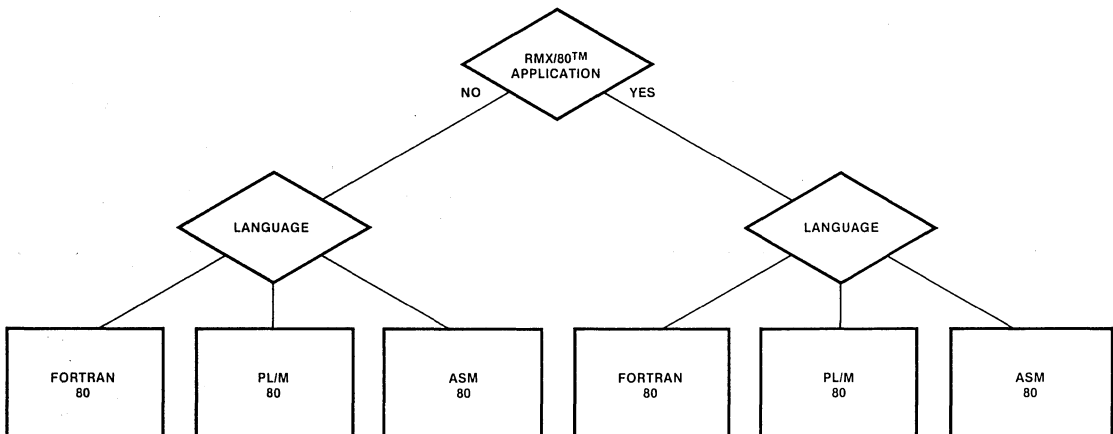 RMX/80™
APPLICATION
NO
YES
LANGUAGE
LANGUAGE
FORTRAN
80
PL/M
80
ASM
80
FORTRAN
80
PL/M
80
ASM
80